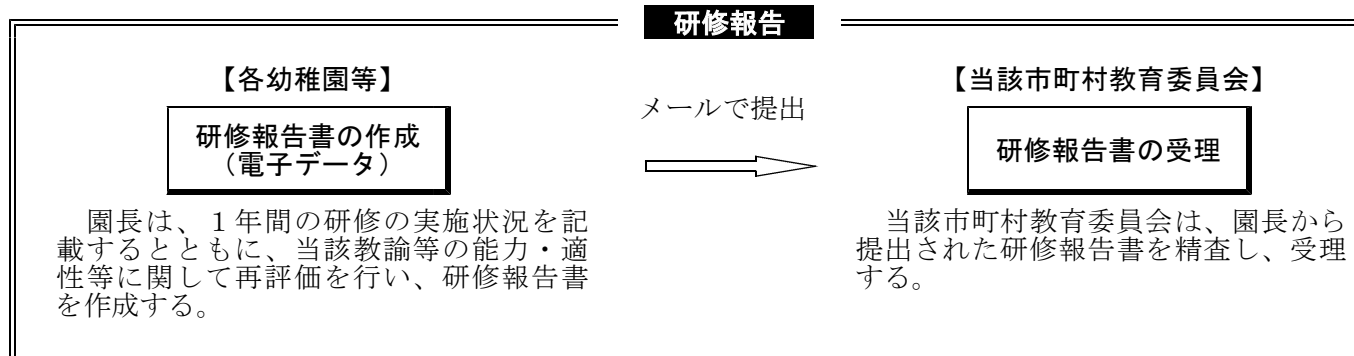 研修報告
【各幼稚園等】
研修報告書の作成
（電子データ）
園長は、１年間の研修の実施状況を記
載するとともに、当該教諭等の能力・適
性等に関して再評価を行い、研修報告書
を作成する。
メールで提出
【当該市町村教育委員会】
研修報告書の受理
当該市町村教育委員会は、園長から
提出された研修報告書を精査し、受理
する。